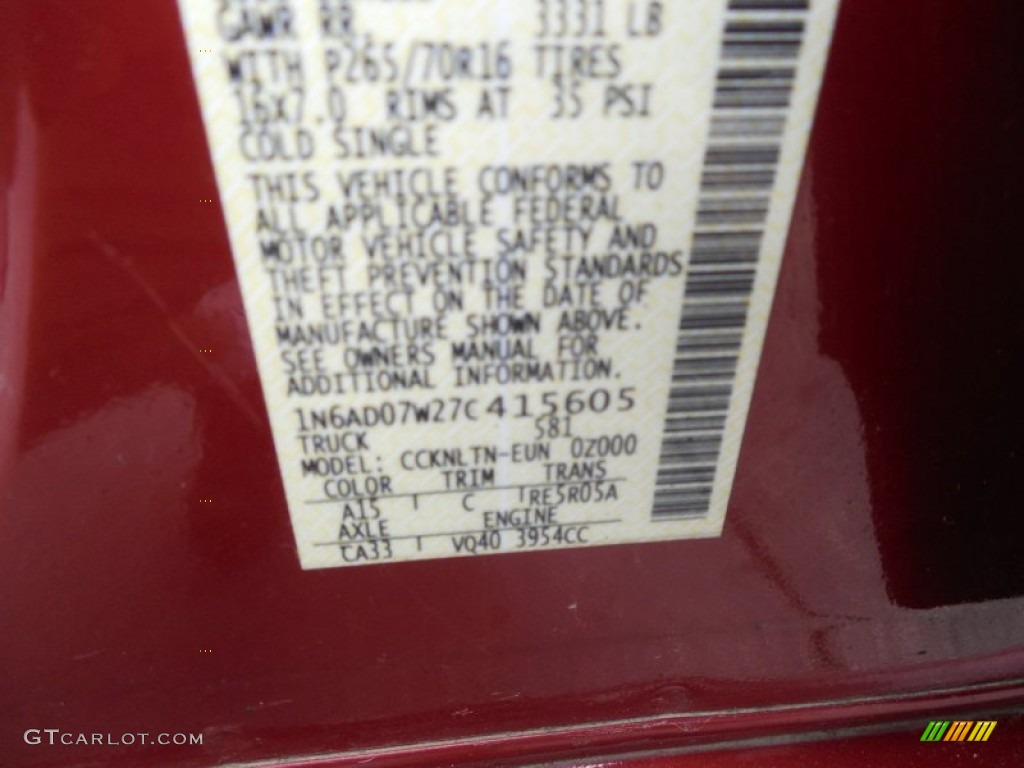 GAWR RR. 3331 LB
WITH P265/70R16 TIRES
16X7.0 RIMS AT 35 PSI
COLD SINGLE
THIS VEHICLE CONFORMS TO
ALL APPLICABLE FEDERAL
MOTOR VEHICLE SAFETY AND
THEFT PREVENTION STANDARDS
IN EFFECT ON THE DATE OF
MANUFACTURE SHOWN ABOVE.
SEE OWNERS MANUAL FOR
ADDITIONAL INFORMATION.
1N6AD07W27C415605
TRUCK S81
MODEL: CCKNLTN-EUN 0Z000
COLOR TRIM TRANS
A15 C RE5R05A
AXLE ENGINE
CA33 VQ40 3954CC
GTCARLOT.COM